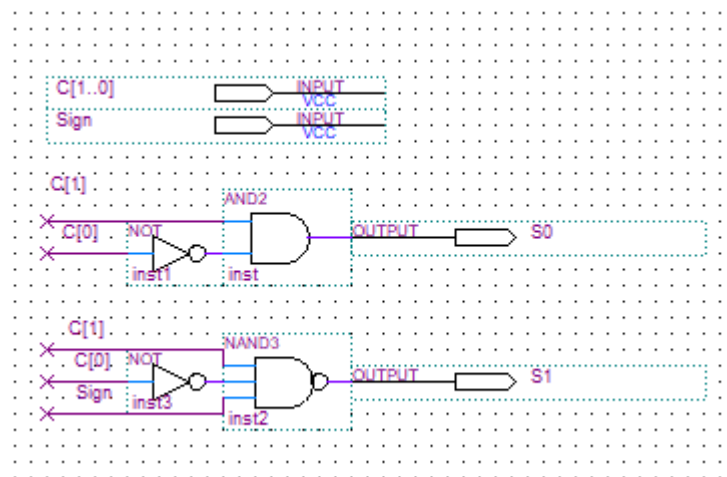 C[1..0] INPUT
VCC
Sign INPUT
VCC
C[1]
AND2
C[0] NOT OUTPUT S0
inst1 inst
C[1]
NAND3
C[0] NOT OUTPUT S1
Sign
inst3
inst2